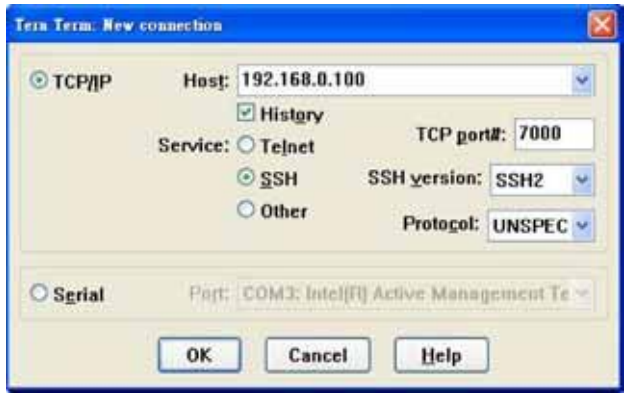 Tera Term: New connection
TCP/IP
Host: 192.168.0.100
History
Service: Telnet
TCP port#: 7000
SSH
SSH version: SSH2
Other
Protocol: UNSPEC
Serial
Port: COM3: Intel(R) Active Management Te
OK
Cancel
Help